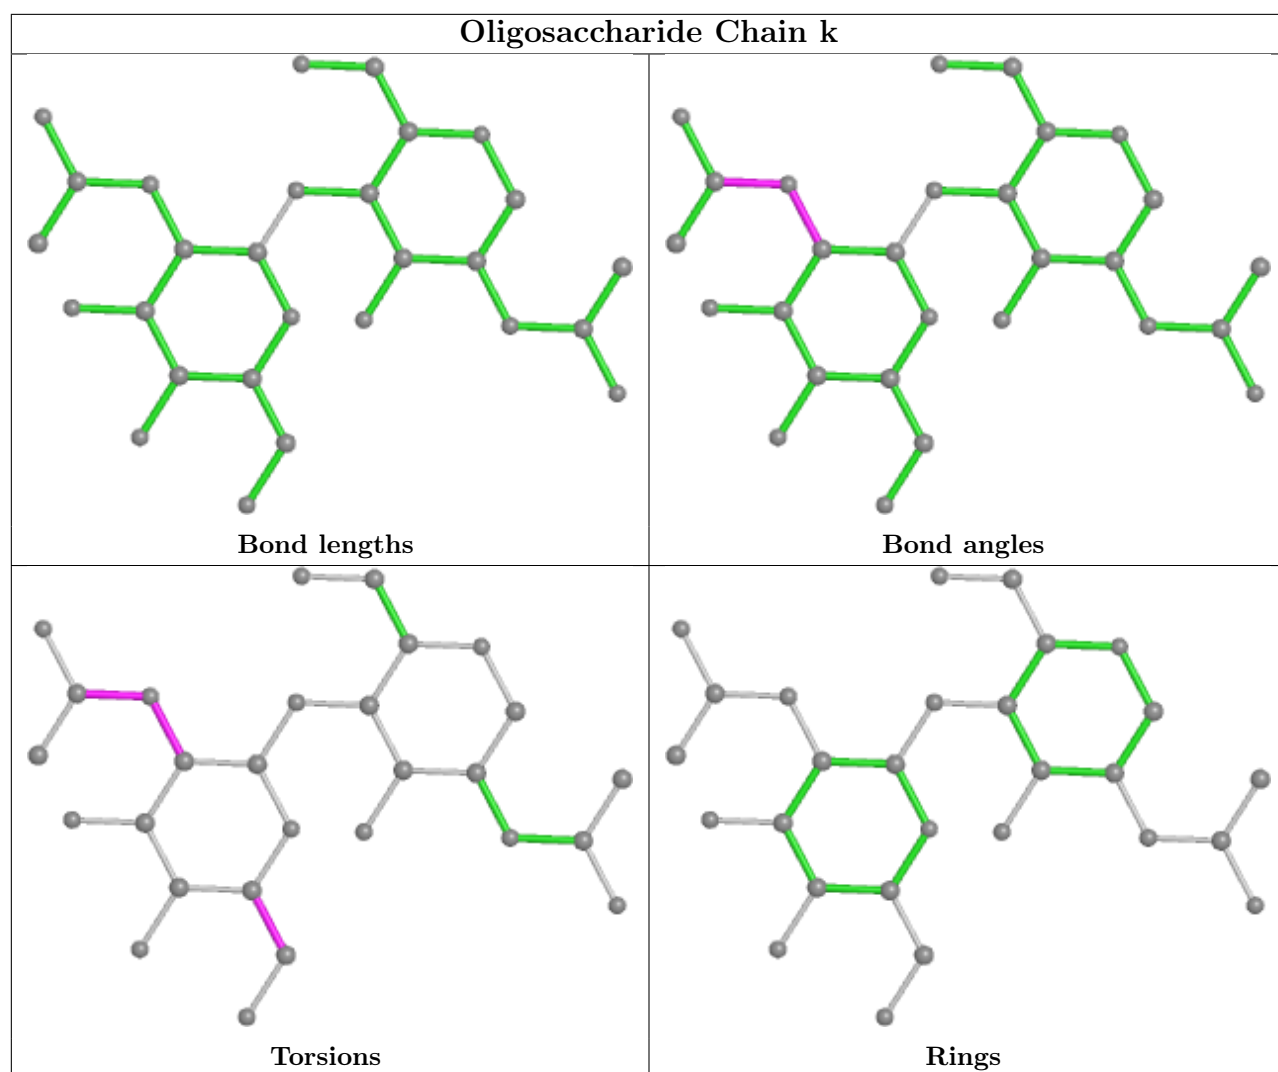 Oligosaccharide Chain k
Bond lengths
Bond angles
Torsions
Rings